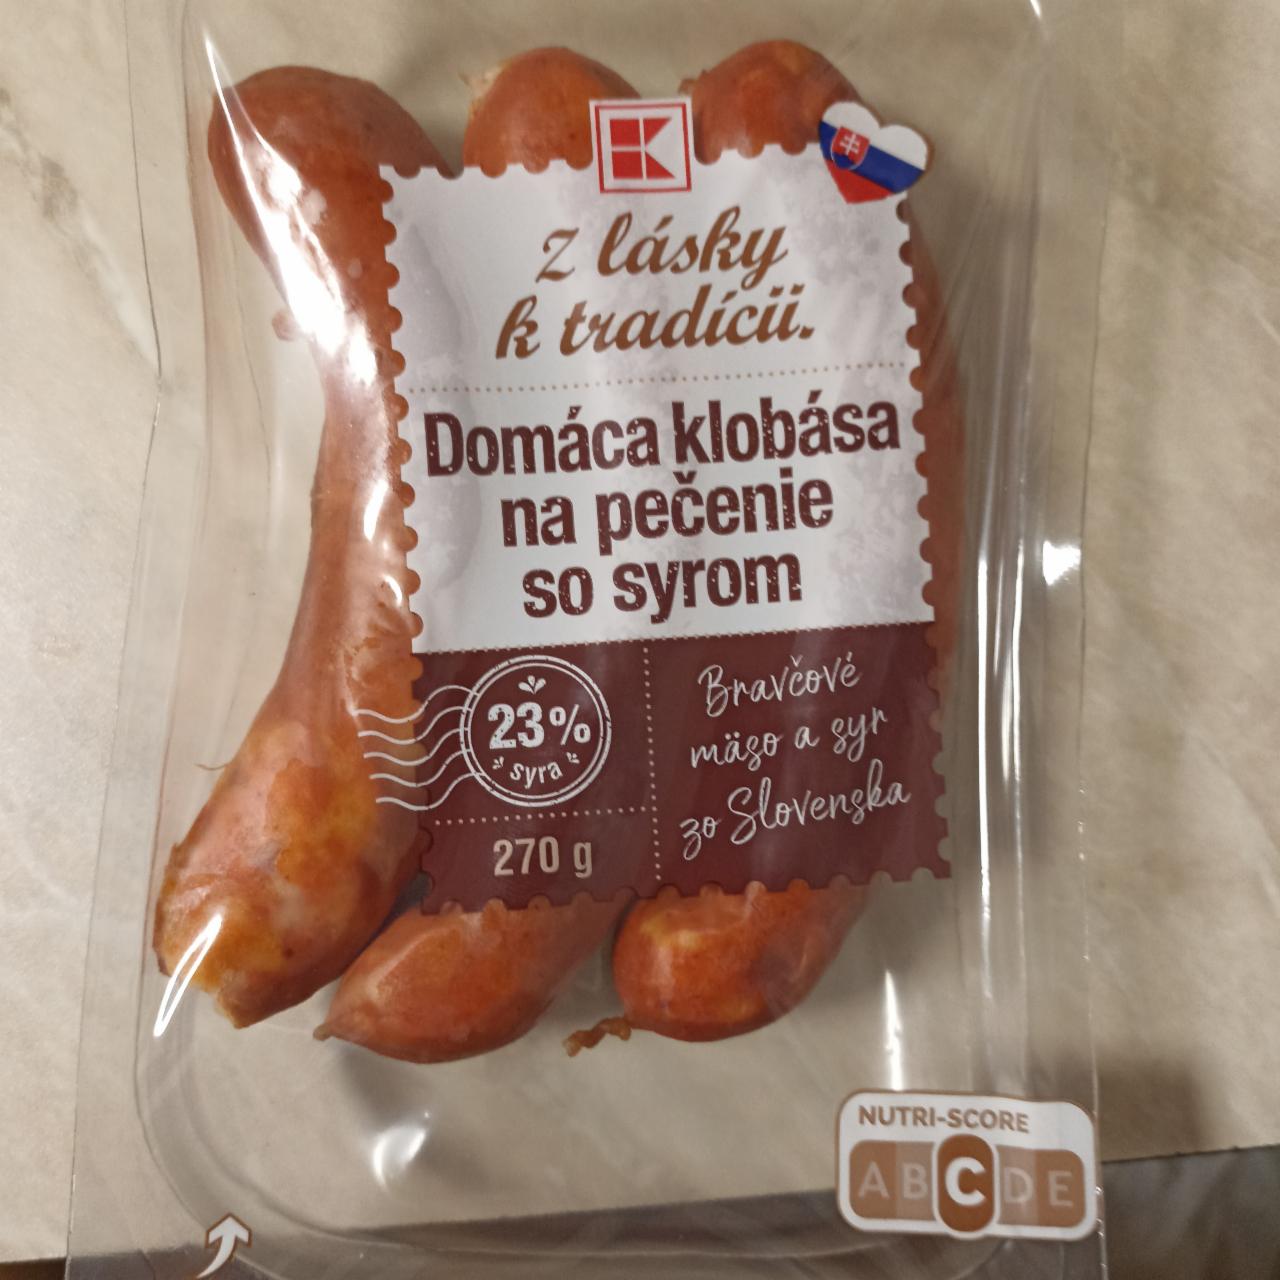 K
z lásky
k tradícii.
Domáca klobása
na pečenie
so syrom
23%
syra
270 g
Bravčové
mäso a syr
zo Slovenska
NUTRI-SCORE
A B C D E